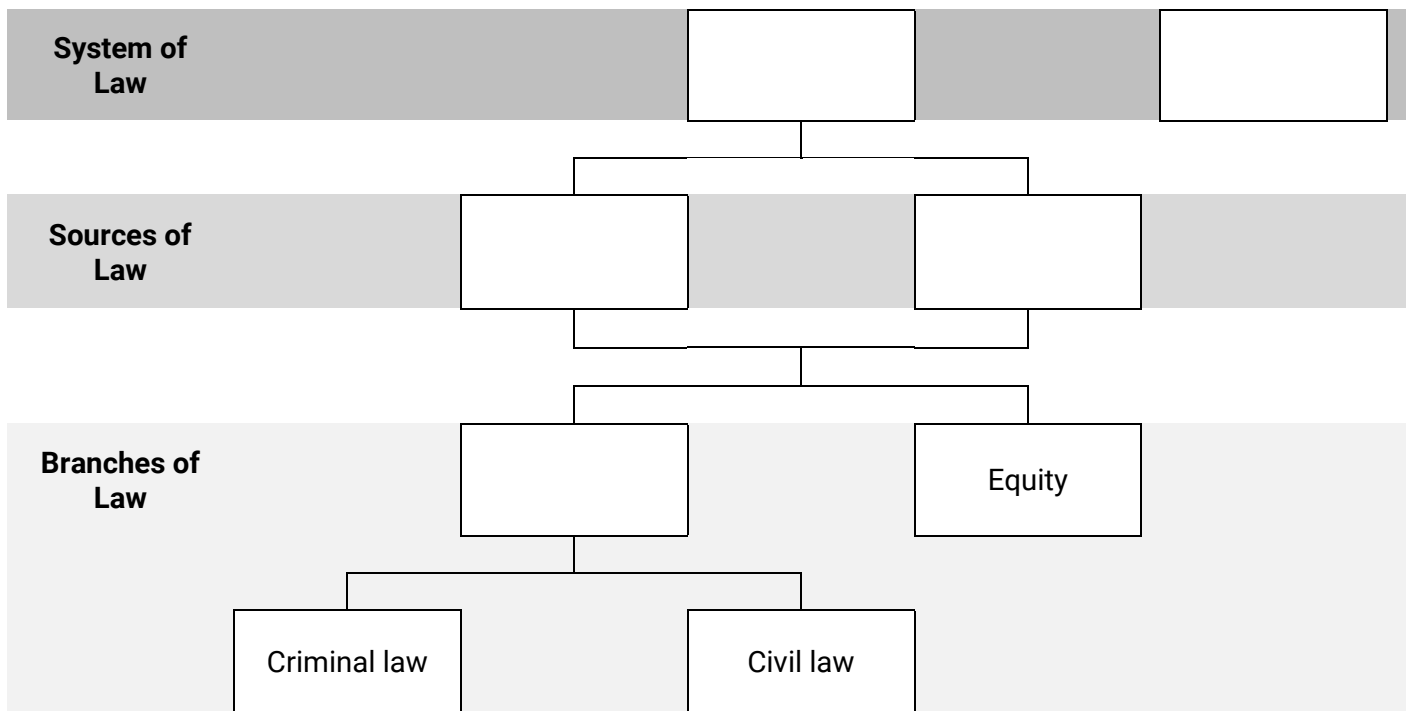 System of
Law
Sources of
Law
Branches of
Law
Equity
Criminal law
Civil law